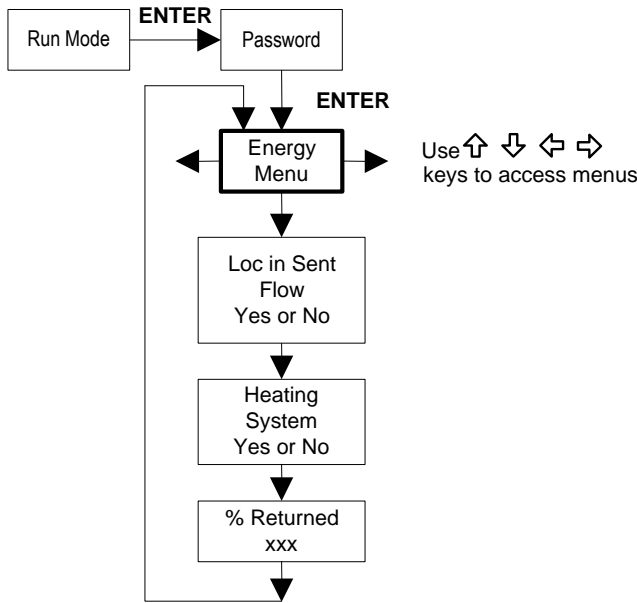 ENTER
Run Mode
Password
ENTER
Energy
Menu
Use
keys to access menus
Loc in Sent
Flow
Yes or No
Heating
System
Yes or No
% Returned
xxx